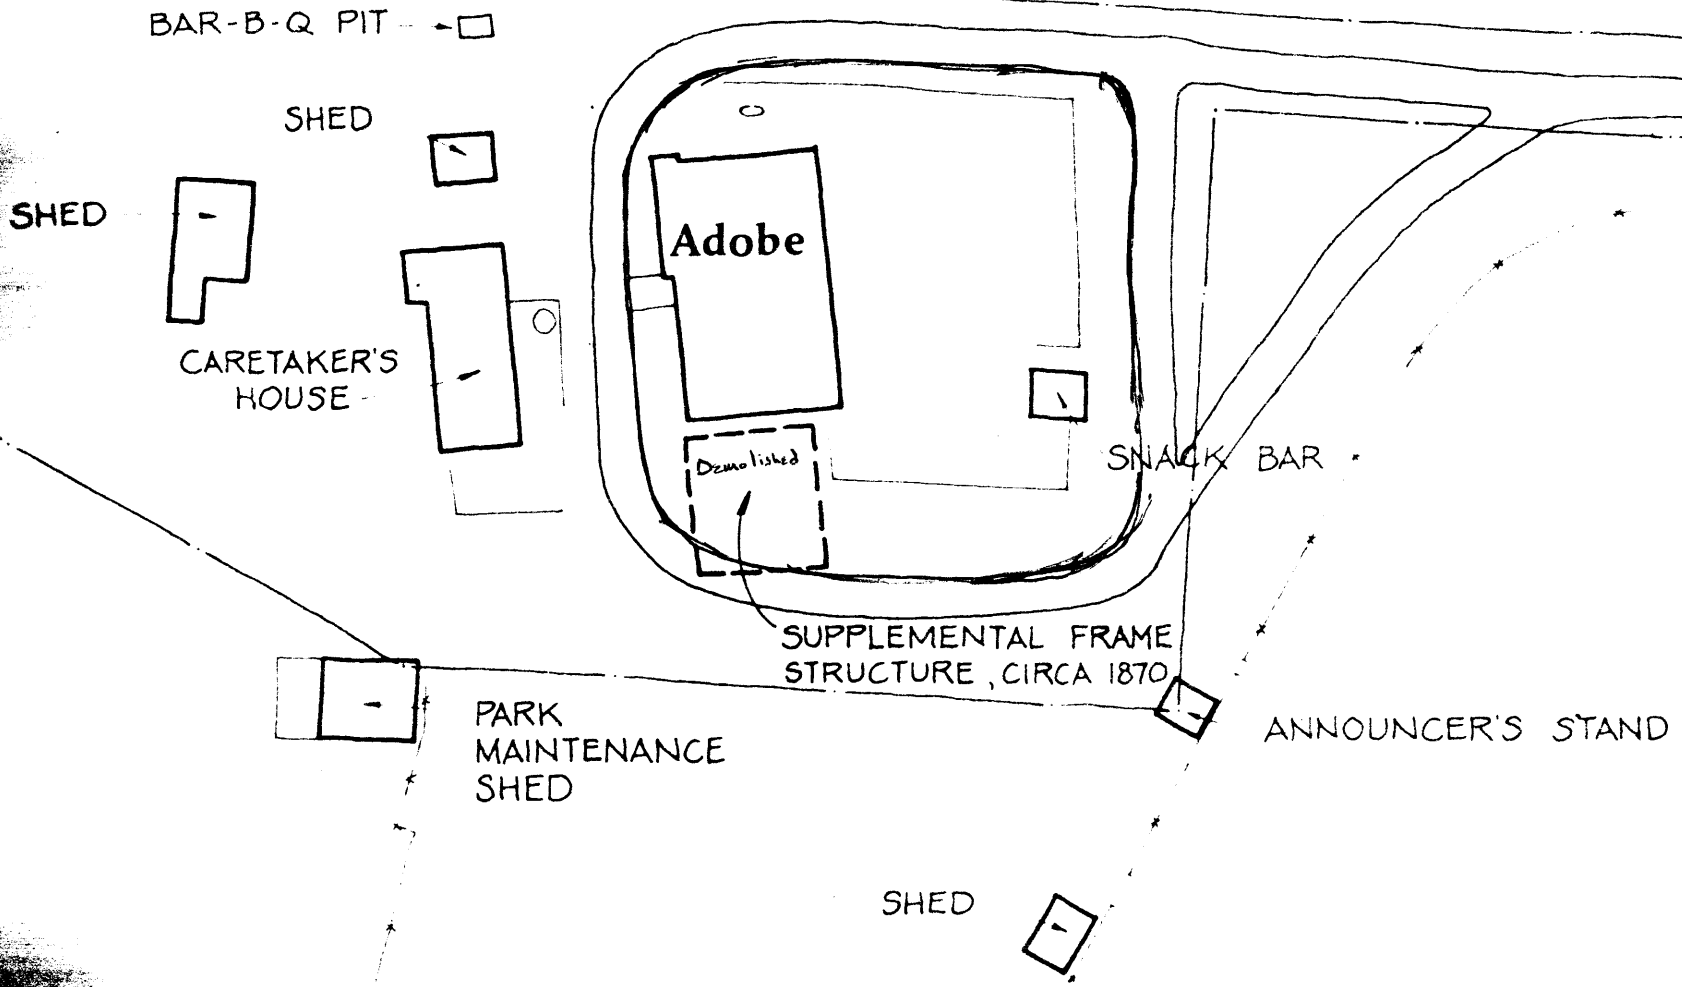 BAR-B-Q PIT
SHED
SHED
Adobe
CARETAKER'S
HOUSE
Demolished
SNACK BAR
SUPPLEMENTAL FRAME
STRUCTURE, CIRCA 1870
PARK
MAINTENANCE
SHED
ANNOUNCER'S STAND
SHED